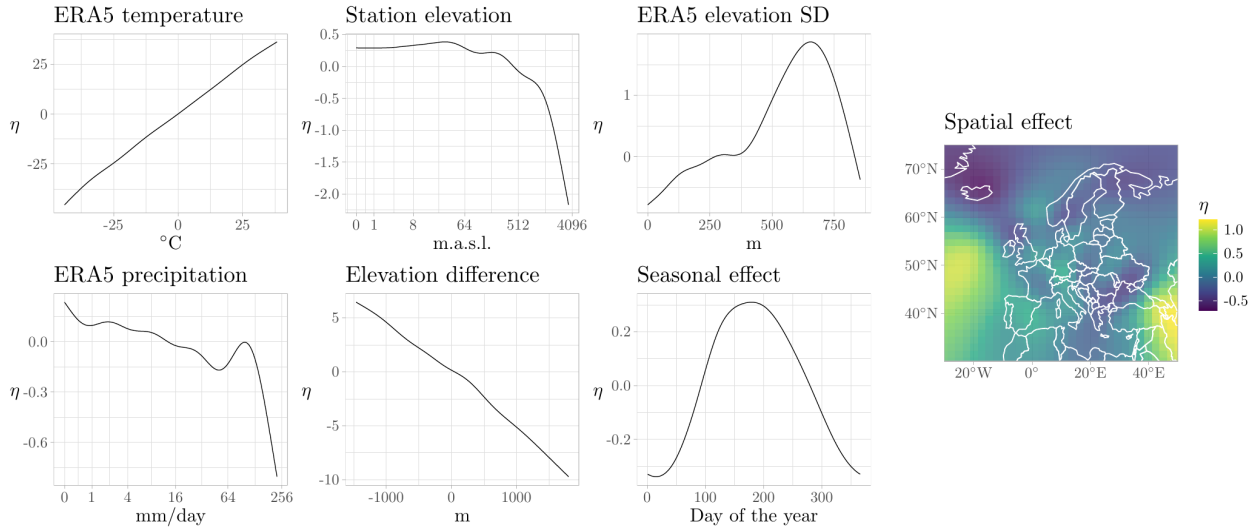 ERA5 temperature
η
25
0
-25
-25 0 25
°C
Station elevation
η
0.5
0.0
-0.5
-1.0
-1.5
-2.0
0 1 8 64 512 4096
m.a.s.l.
ERA5 elevation SD
η
1
0
0 250 500 750
m
ERA5 precipitation
η
0.0
-0.3
-0.6
0 1 4 16 64 256
mm/day
Elevation difference
η
5
0
-5
-10
-1000 0 1000
m
Seasonal effect
η
0.2
0.0
-0.2
0 100 200 300
Day of the year
Spatial effect
70°N
60°N
50°N
40°N
20°W 0° 20°E 40°E
η
1.0
0.5
0.0
-0.5